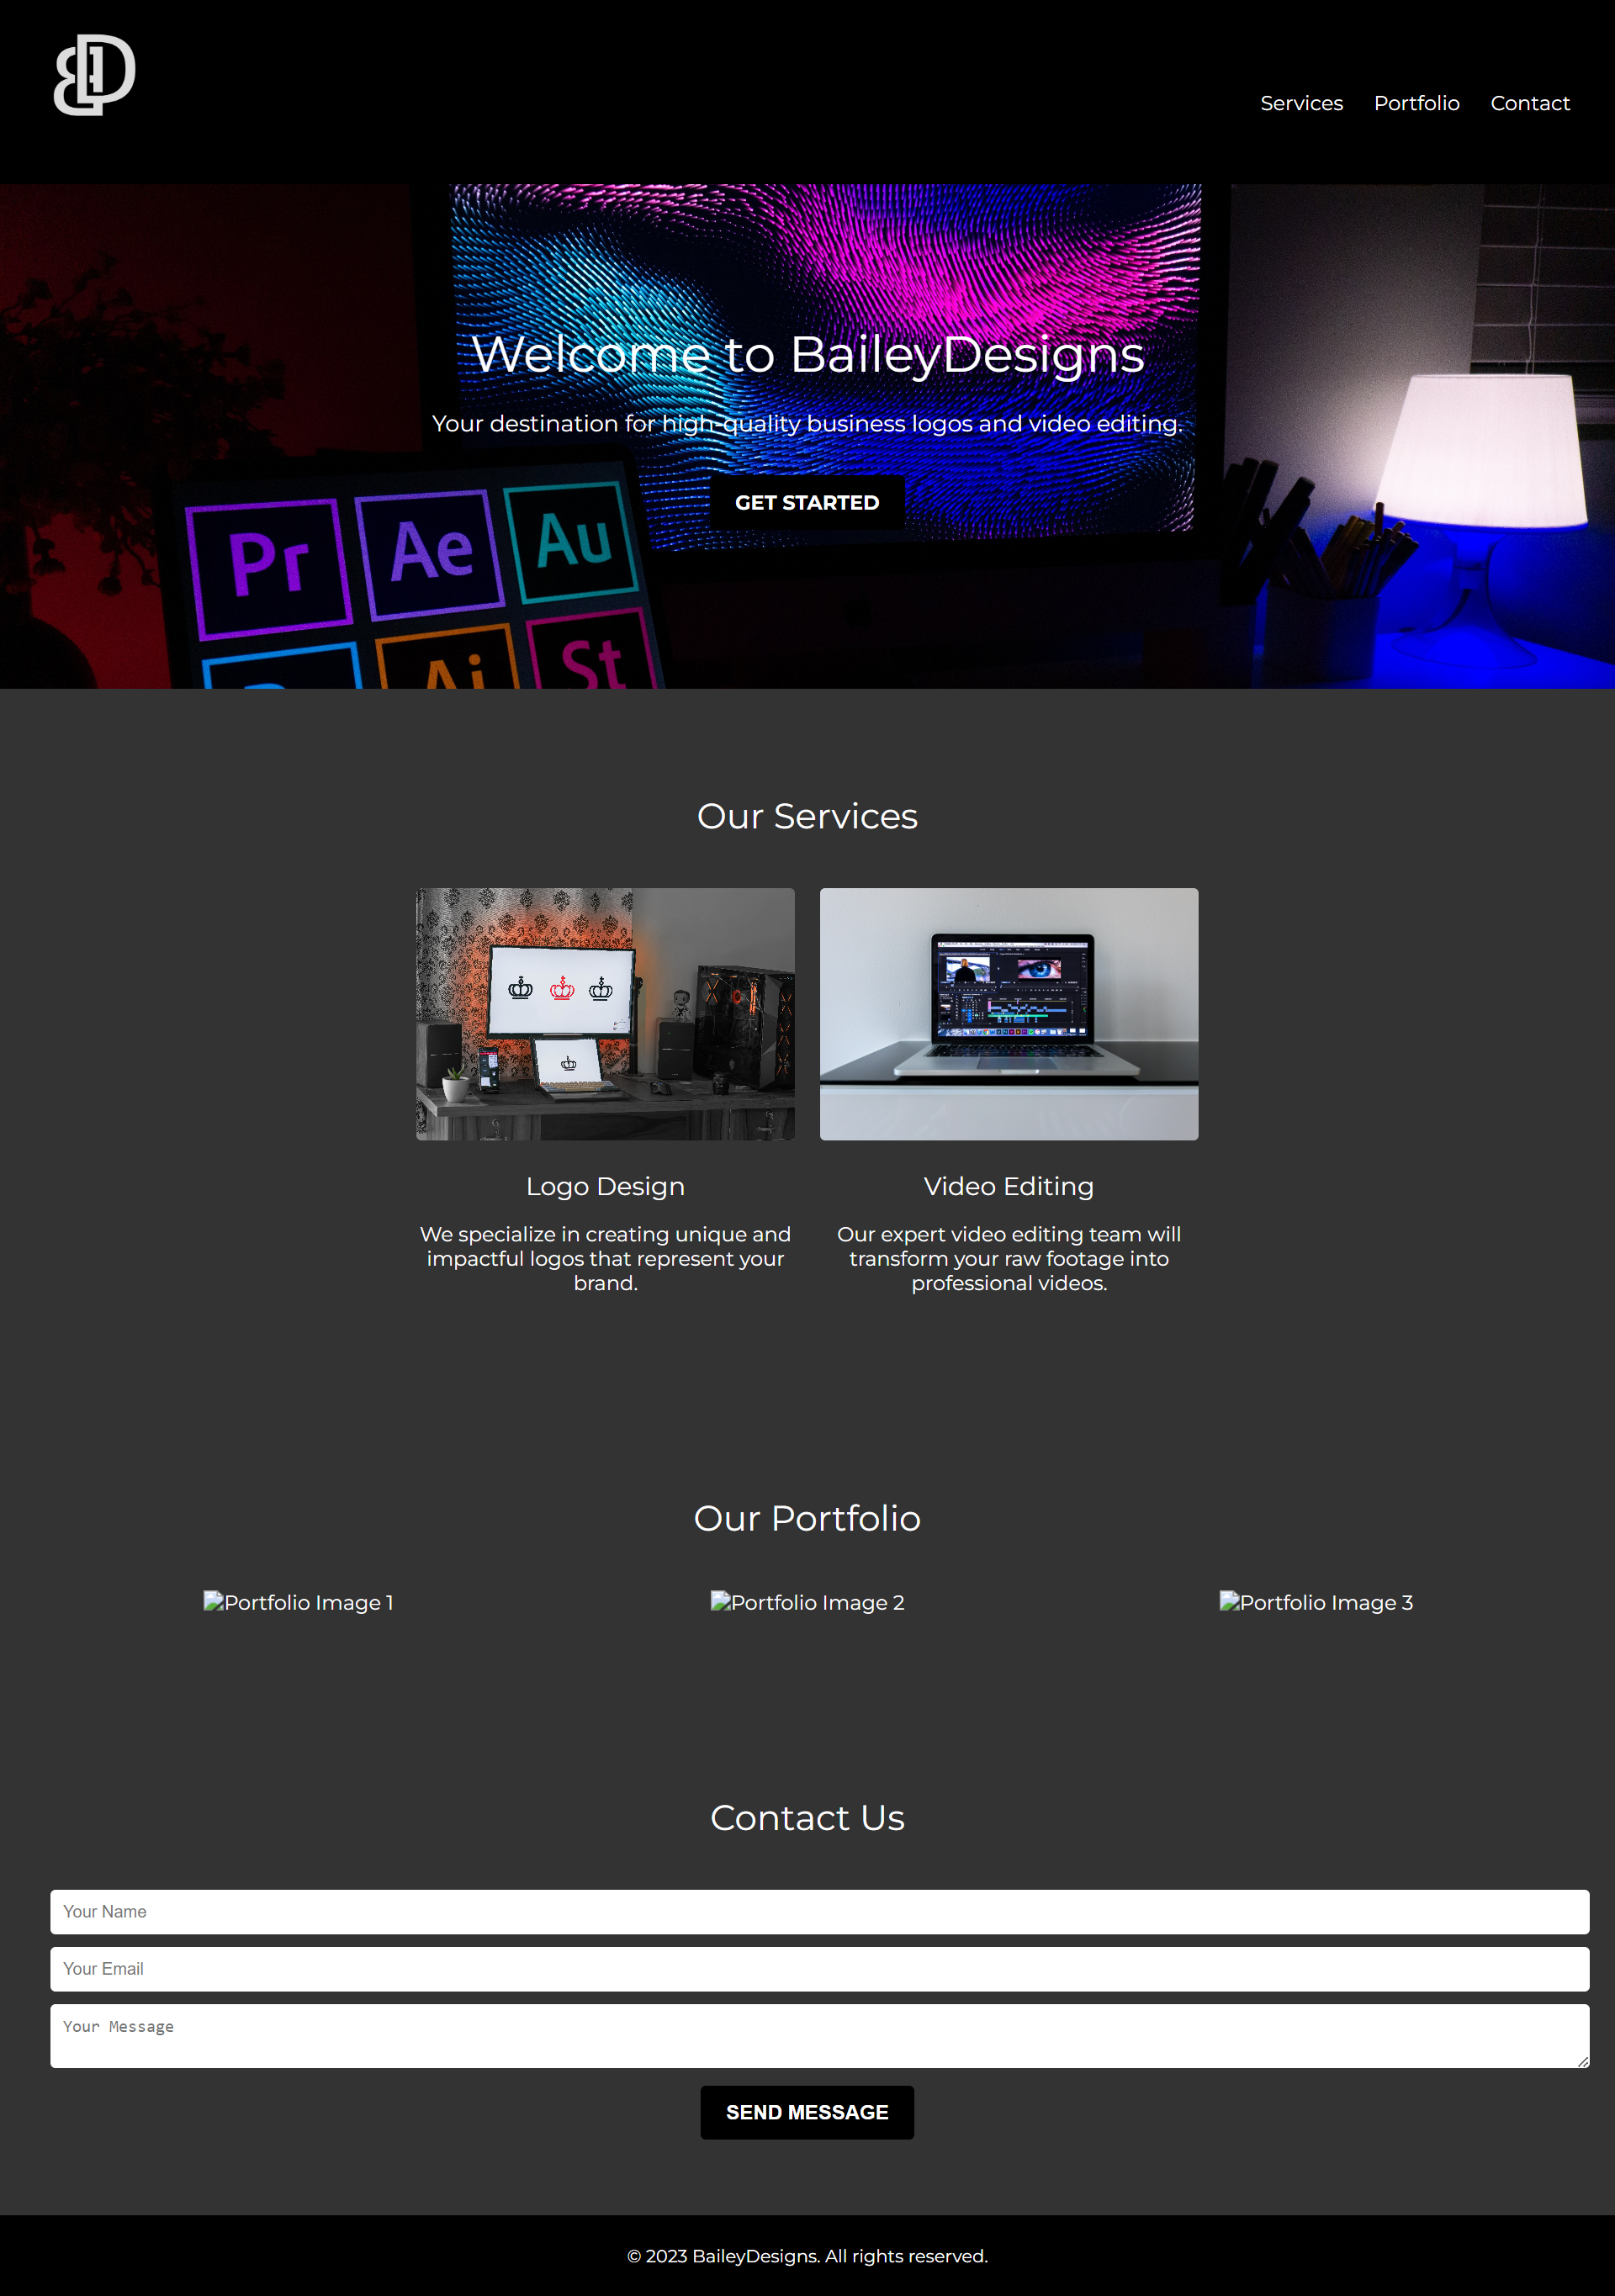 BD
Services Portfolio Contact
Welcome to BaileyDesigns
Your destination for high-quality business logos and video editing.
GET STARTED
Pr Ae Au
Ai St
Our Services
Logo Design
We specialize in creating unique and
impactful logos that represent your
brand.
Video Editing
Our expert video editing team will
transform your raw footage into
professional videos.
Our Portfolio
Portfolio Image 1
Portfolio Image 2
Portfolio Image 3
Contact Us
Your Name
Your Email
Your Message
SEND MESSAGE
© 2023 BaileyDesigns. All rights reserved.